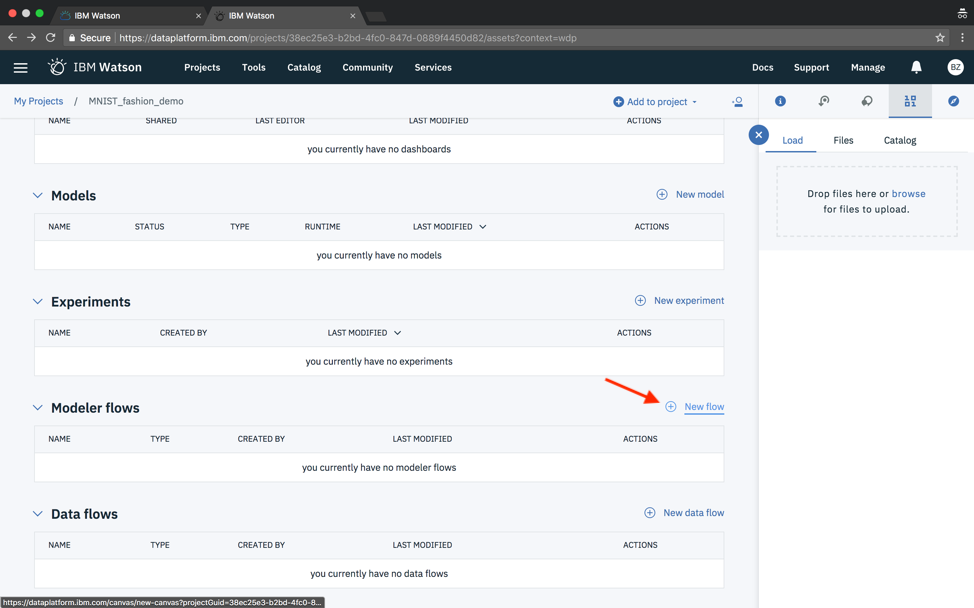 IBM Watson
IBM Watson
Secure https://dataplatform.ibm.com/projects/38ec25e3-b2bd-4fc0-847d-0889f4450d82/assets?context=wdp
IBM Watson Projects Tools Catalog Community Services Docs Support Manage BZ
My Projects / MNIST_fashion_demo Add to project
NAME SHARED LAST EDITOR LAST MODIFIED ACTIONS
you currently have no dashboards
Load Files Catalog
Drop files here or browse
for files to upload.
Models New model
NAME STATUS TYPE RUNTIME LAST MODIFIED ACTIONS
you currently have no models
Experiments New experiment
NAME CREATED BY LAST MODIFIED ACTIONS
you currently have no experiments
Modeler flows New flow
NAME TYPE CREATED BY LAST MODIFIED ACTIONS
you currently have no modeler flows
Data flows New data flow
NAME TYPE CREATED BY LAST MODIFIED ACTIONS
you currently have no data flows
https://dataplatform.ibm.com/canvas/new-canvas?projectGuid=38ec25e3-b2bd-4fc0-8...